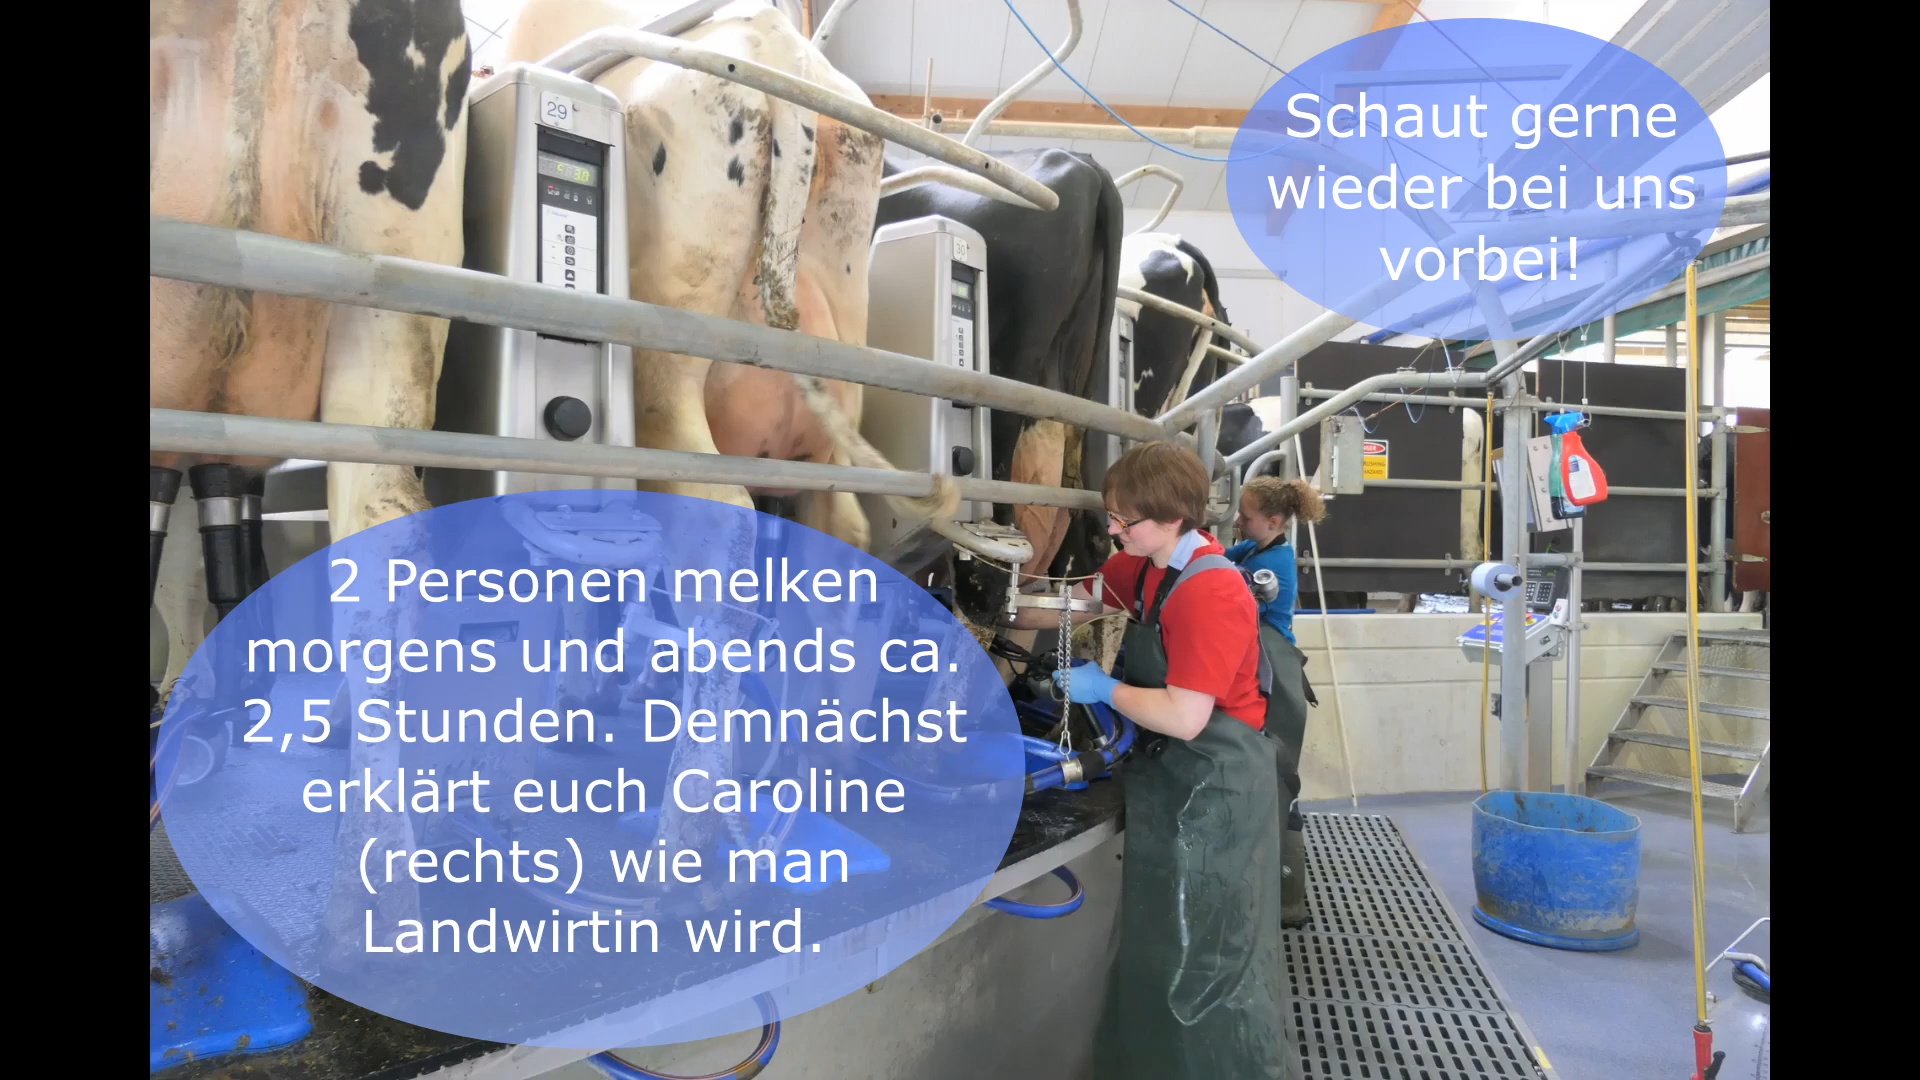 Schaut gerne
wieder bei uns
vorbei!
29
30
2 Personen melken
morgens und abends ca.
2,5 Stunden. Demnächst
erklärt euch Caroline
(rechts) wie man
Landwirtin wird.